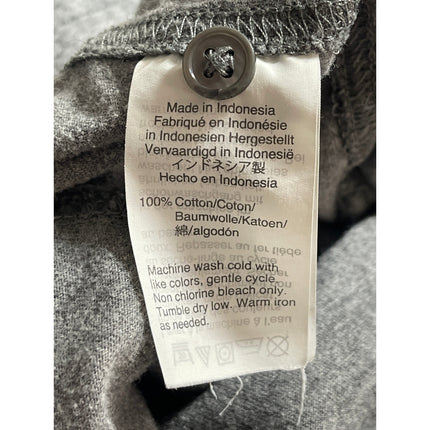 Made in Indonesia
Fabriqué en Indonésie
in Indonesien Hergestellt
Vervaardigd in Indonesië
インドネシア製
Hecho en Indonesia
100% Cotton/Coton/
Baumwolle/Katoen/
綿/algodón
Machine wash cold with
like colors, gentle cycle.
Non chlorine bleach only.
Tumble dry low. Warm iron
as needed.